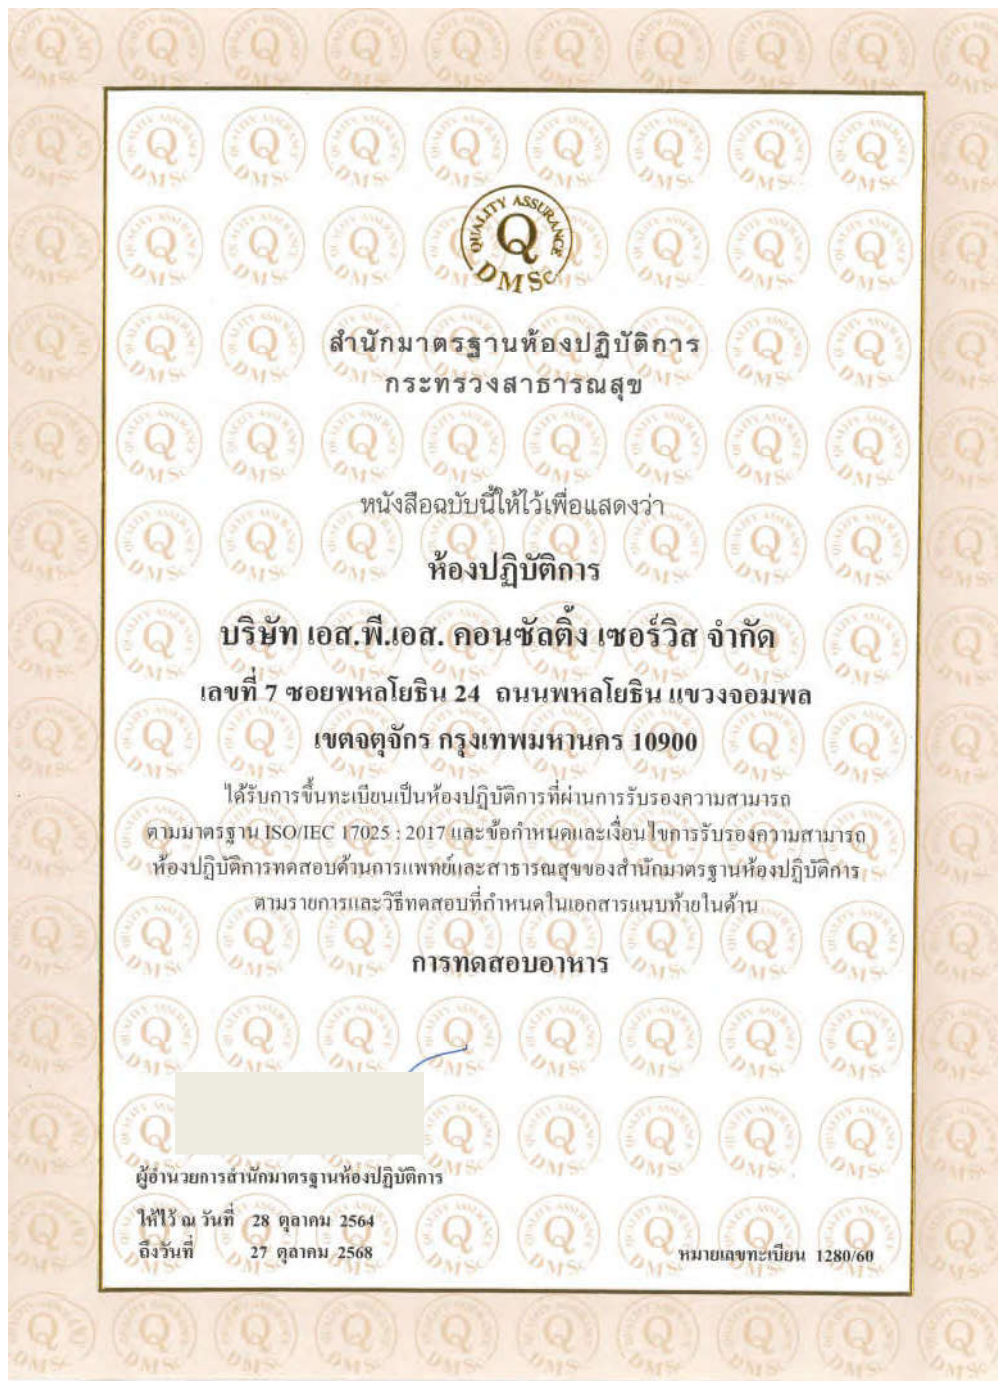 QUALITY ASSURANCE
Q
DMSc
สำนักมาตรฐานห้องปฏิบัติการ
กระทรวงสาธารณสุข
หนังสือฉบับนี้ให้ไว้เพื่อแสดงว่า
ห้องปฏิบัติการ
บริษัท เอส.พี.เอส. คอนซัลติ้ง เซอร์วิส จำกัด
เลขที่ 7 ซอยพหลโยธิน 24 ถนนพหลโยธิน แขวงจอมพล
เขตจตุจักร กรุงเทพมหานคร 10900
ได้รับการขึ้นทะเบียนเป็นห้องปฏิบัติการที่ผ่านการรับรองความสามารถ
ตามมาตรฐาน ISO/IEC 17025 : 2017 และข้อกำหนดและเงื่อนไขการรับรองความสามารถ
ห้องปฏิบัติการทดสอบด้านการแพทย์และสาธารณสุขของสำนักมาตรฐานห้องปฏิบัติการ
ตามรายการและวิธีทดสอบที่กำหนดในเอกสารแนบท้ายในด้าน
การทดสอบอาหาร
ผู้อำนวยการสำนักมาตรฐานห้องปฏิบัติการ
ให้ไว้ ณ วันที่ 28 ตุลาคม 2564
ถึงวันที่ 27 ตุลาคม 2568
หมายเลขทะเบียน 1280/60